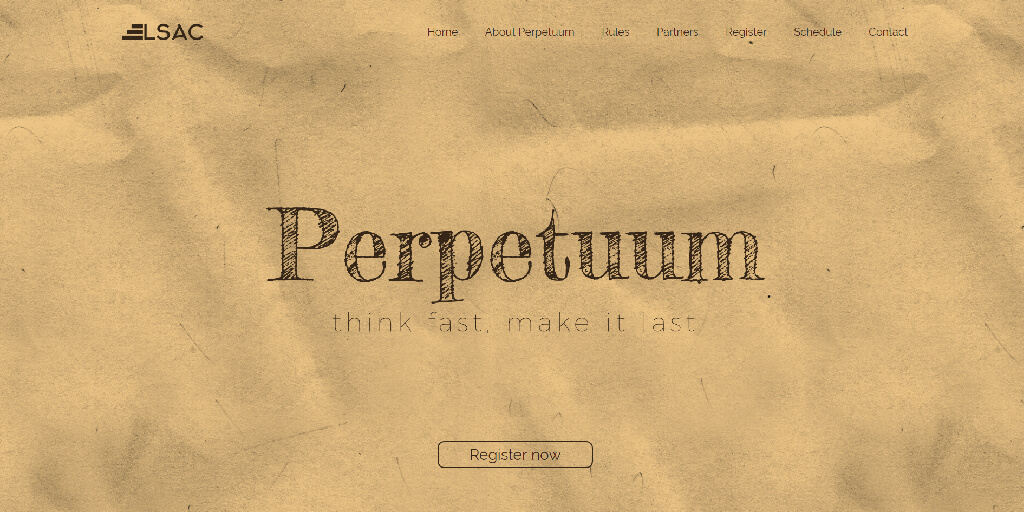 LSAC
Home About Perpetuum Rules Partners Register Schedule Contact
Perpetuum
think fast, make it last
Register now